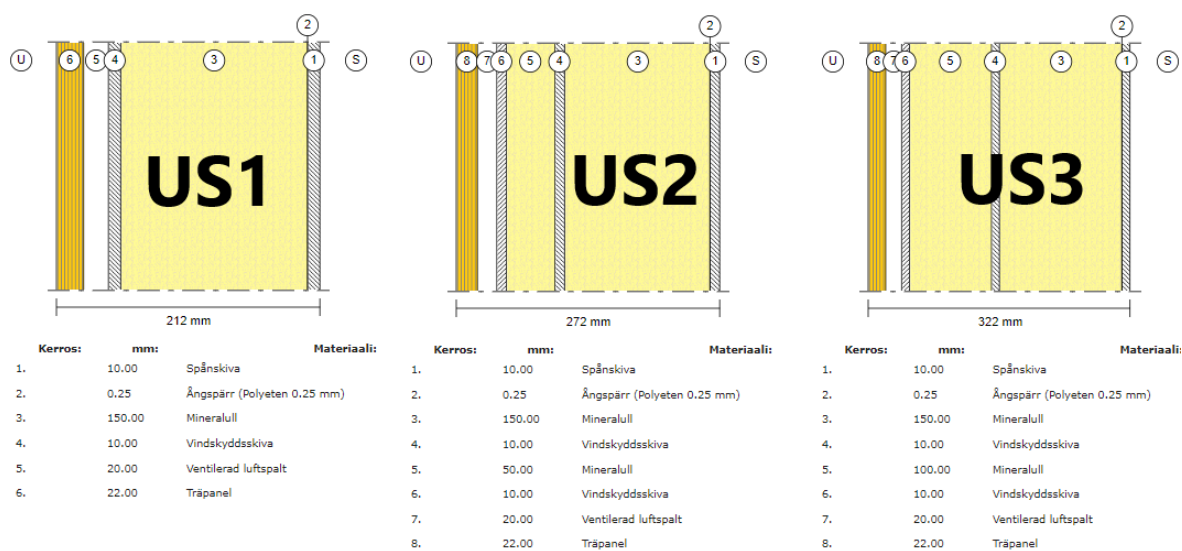 2 2 2
U 6 5 4 3 1 S U 8 7 6 5 4 3 1 S U 8 7 6 5 4 3 1 S
US1 US2 US3
212 mm 272 mm 322 mm
Kerros: mm: Materiaali:
1. 10.00 Spånskiva
2. 0.25 Ångspärr (Polyeten 0.25 mm)
3. 150.00 Mineralull
4. 10.00 Vindskyddsskiva
5. 20.00 Ventilerad luftspalt
6. 22.00 Träpanel
Kerros: mm: Materiaali:
1. 10.00 Spånskiva
2. 0.25 Ångspärr (Polyeten 0.25 mm)
3. 150.00 Mineralull
4. 10.00 Vindskyddsskiva
5. 50.00 Mineralull
6. 10.00 Vindskyddsskiva
7. 20.00 Ventilerad luftspalt
8. 22.00 Träpanel
Kerros: mm: Materiaali:
1. 10.00 Spånskiva
2. 0.25 Ångspärr (Polyeten 0.25 mm)
3. 150.00 Mineralull
4. 10.00 Vindskyddsskiva
5. 100.00 Mineralull
6. 10.00 Vindskyddsskiva
7. 20.00 Ventilerad luftspalt
8. 22.00 Träpanel